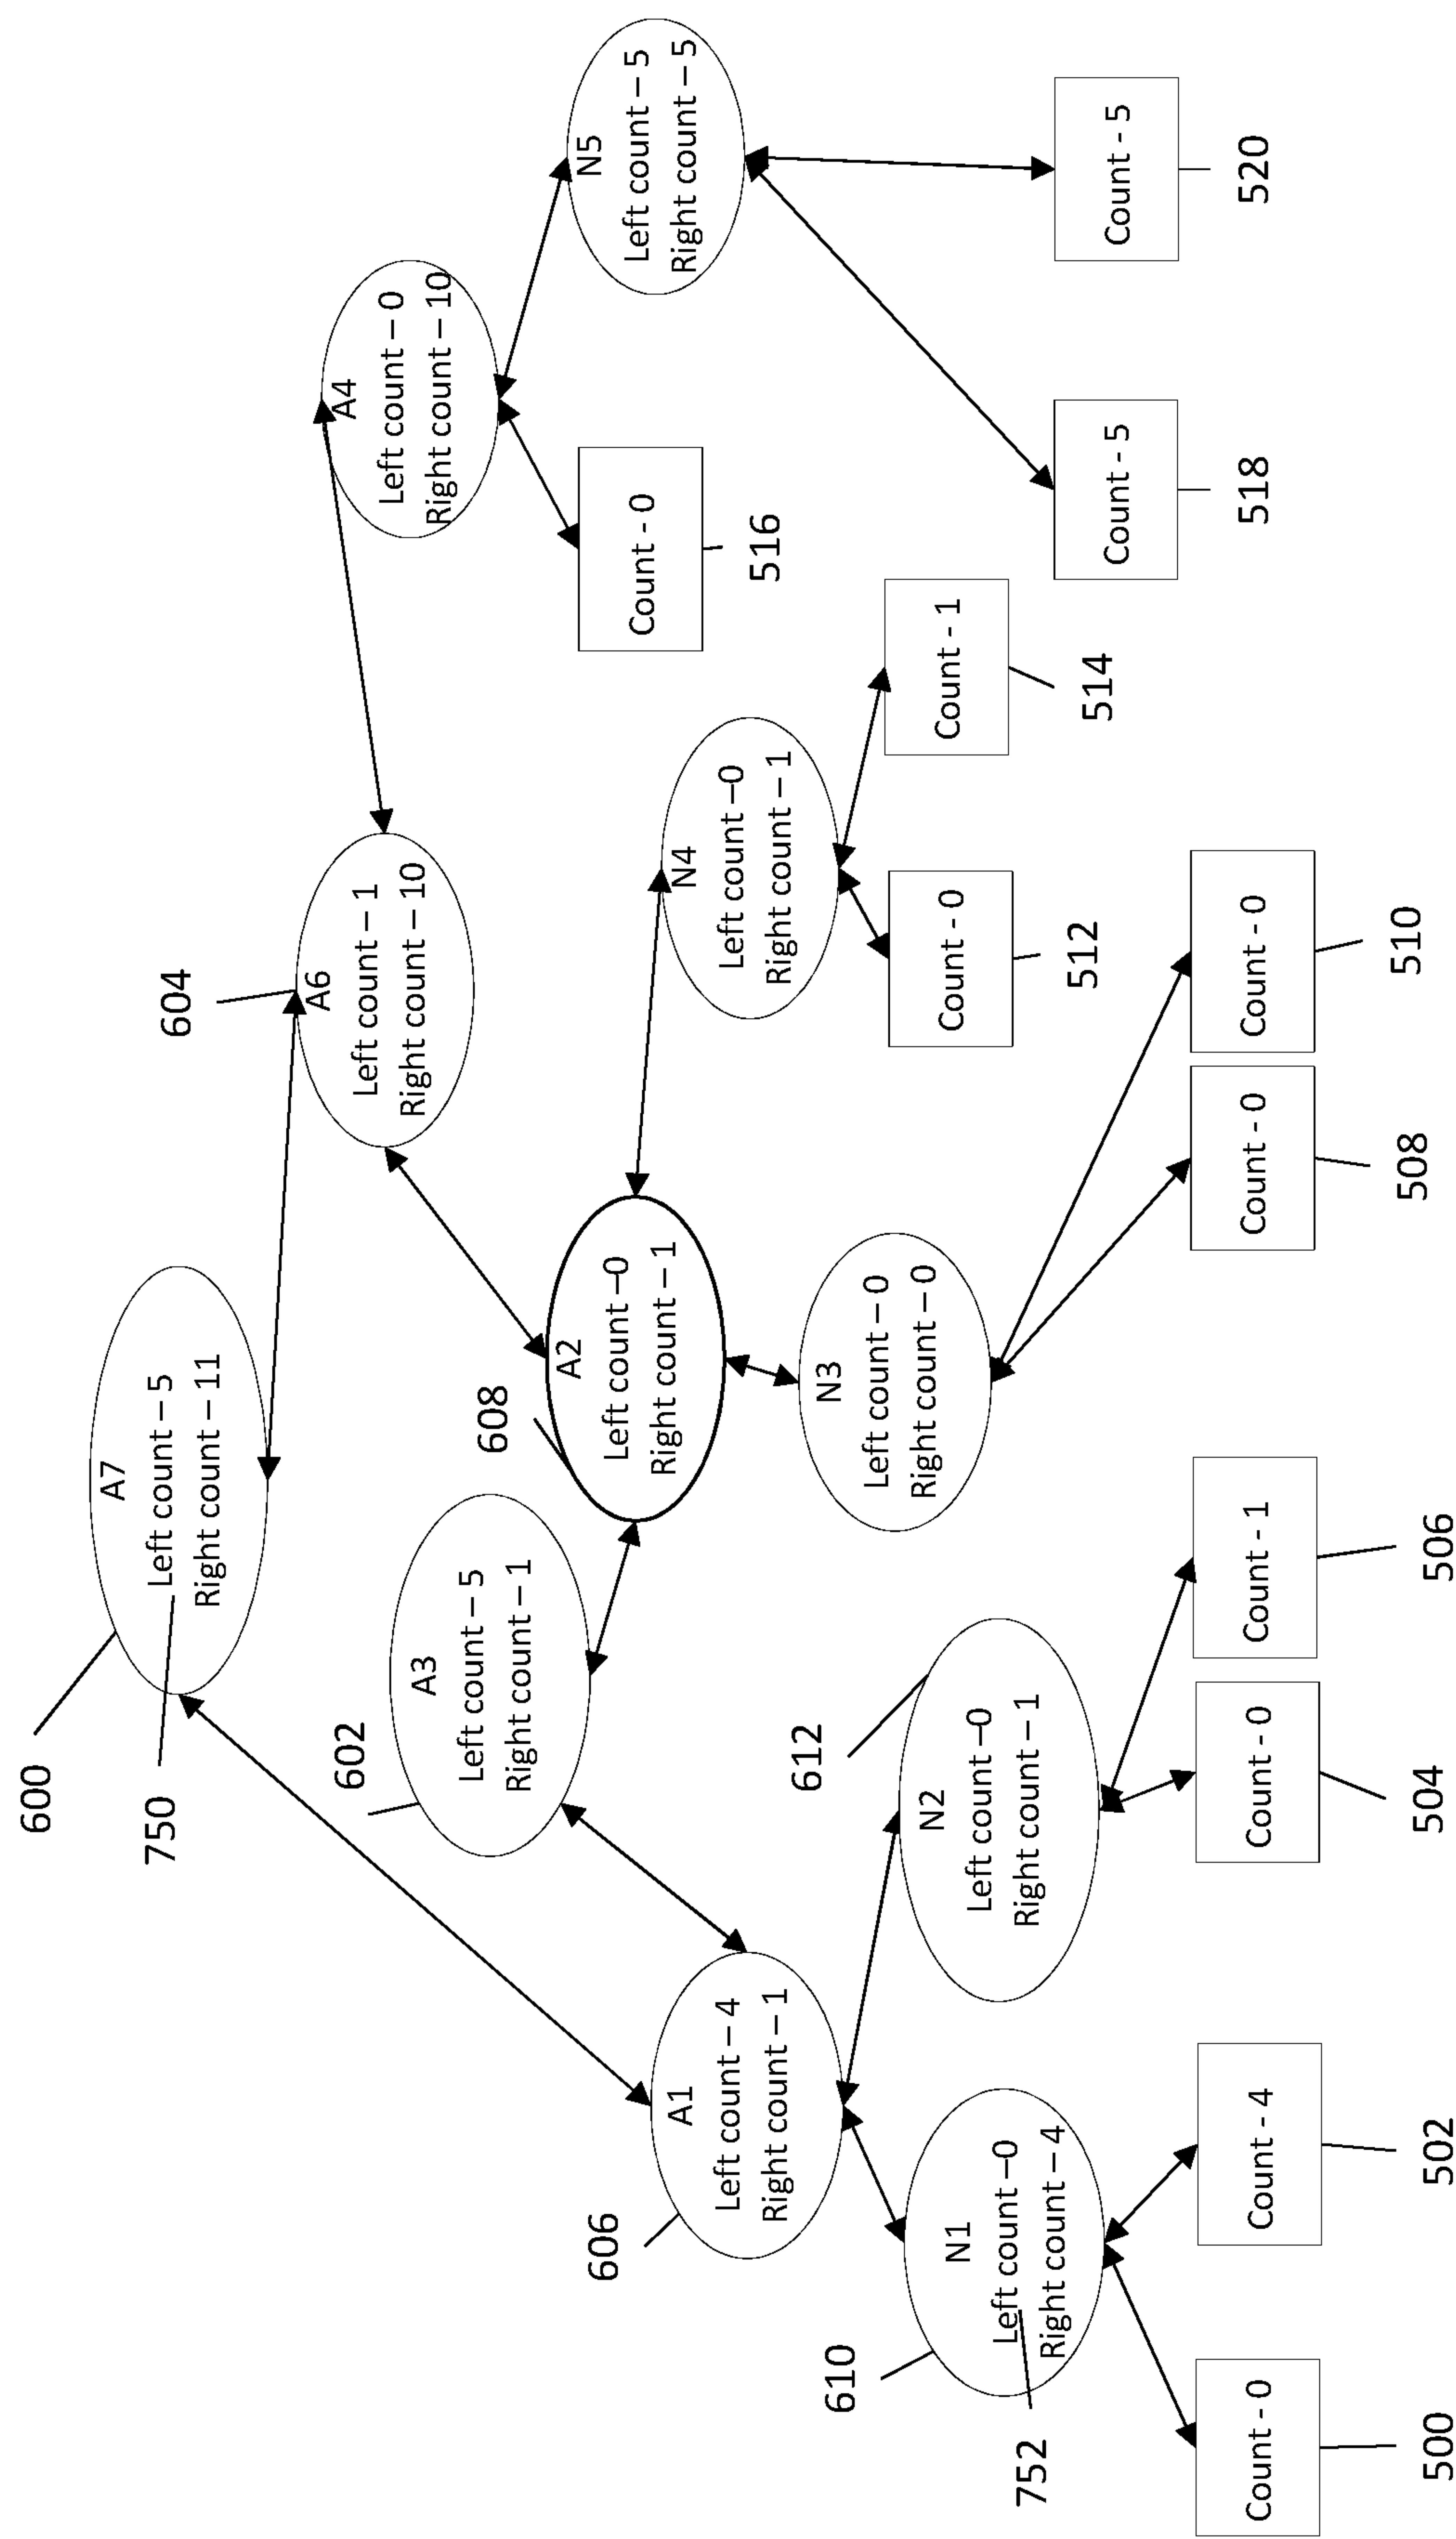 600
750
A7
Left count – 5
Right count – 11
604
A6
Left count – 1
Right count – 10
A4
Left count – 0
Right count – 10
602
A3
Left count – 5
Right count – 1
608
A2
Left count –0
Right count – 1
N5
Left count – 5
Right count – 5
Count - 0
516
606
A1
Left count – 4
Right count – 1
N4
Left count –0
Right count – 1
612
N2
Left count –0
Right count – 1
N3
Left count – 0
Right count – 0
610
N1
Left count –0
Right count – 4
752
Count - 0
512
Count - 1
514
Count - 5
518
Count - 5
520
Count - 0
500
Count - 4
502
Count - 0
504
Count - 1
506
Count - 0
508
Count - 0
510